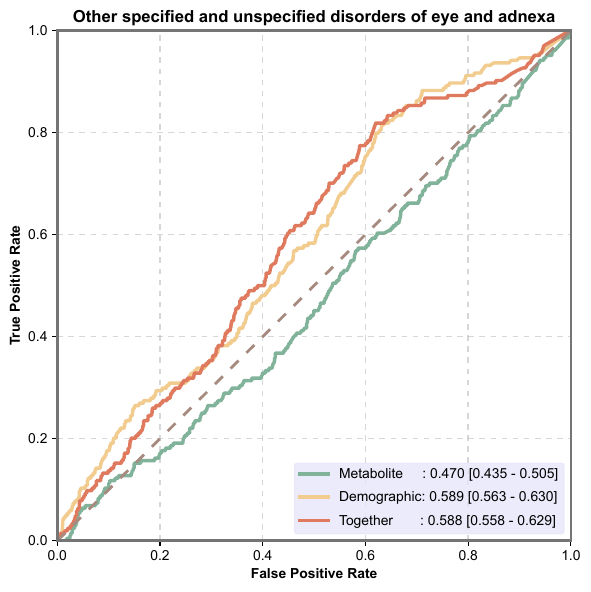 Other specified and unspecified disorders of eye and adnexa
1.0
0.8
0.6
0.4
0.2
0.0
True Positive Rate
Metabolite : 0.470 [0.435 - 0.505]
Demographic: 0.589 [0.563 - 0.630]
Together : 0.588 [0.558 - 0.629]
0.0 0.2 0.4 0.6 0.8 1.0
False Positive Rate